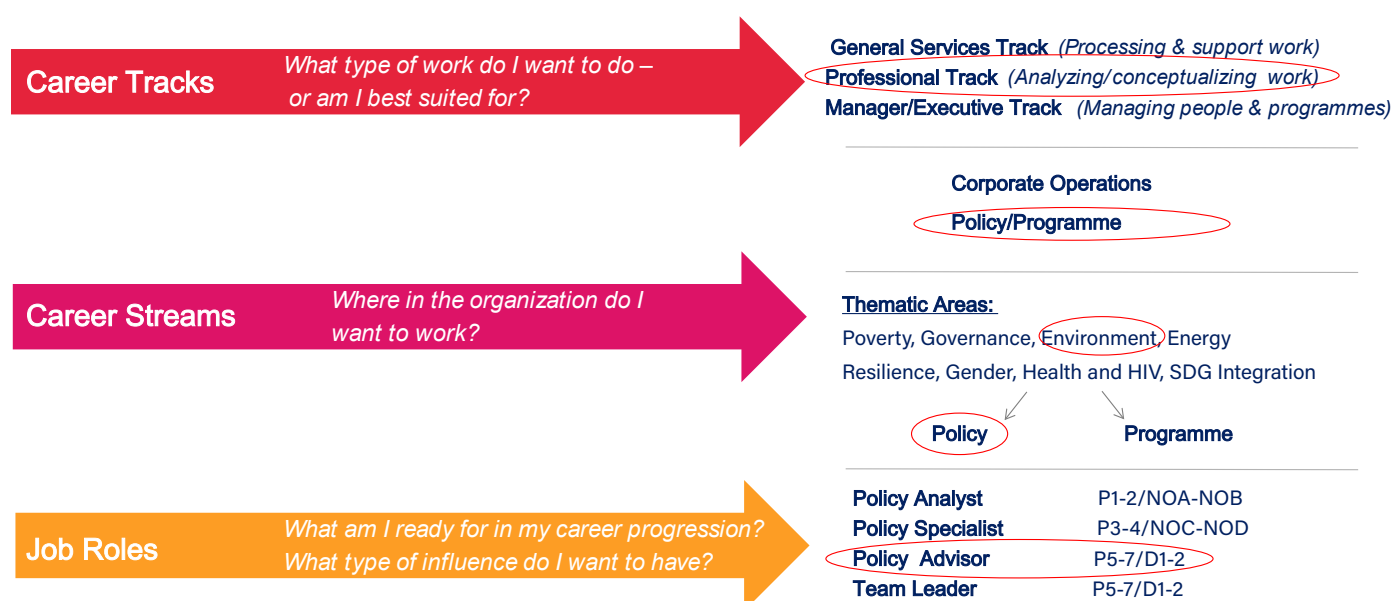 Career Tracks
What type of work do I want to do –
or am I best suited for?
General Services Track (Processing & support work)
Professional Track (Analyzing/conceptualizing work)
Manager/Executive Track (Managing people & programmes)
Corporate Operations
Policy/Programme
Career Streams
Where in the organization do I
want to work?
Thematic Areas:
Poverty, Governance, Environment, Energy
Resilience, Gender, Health and HIV, SDG Integration
Policy Programme
Job Roles
What am I ready for in my career progression?
What type of influence do I want to have?
Policy Analyst P1-2/NOA-NOB
Policy Specialist P3-4/NOC-NOD
Policy Advisor P5-7/D1-2
Team Leader P5-7/D1-2